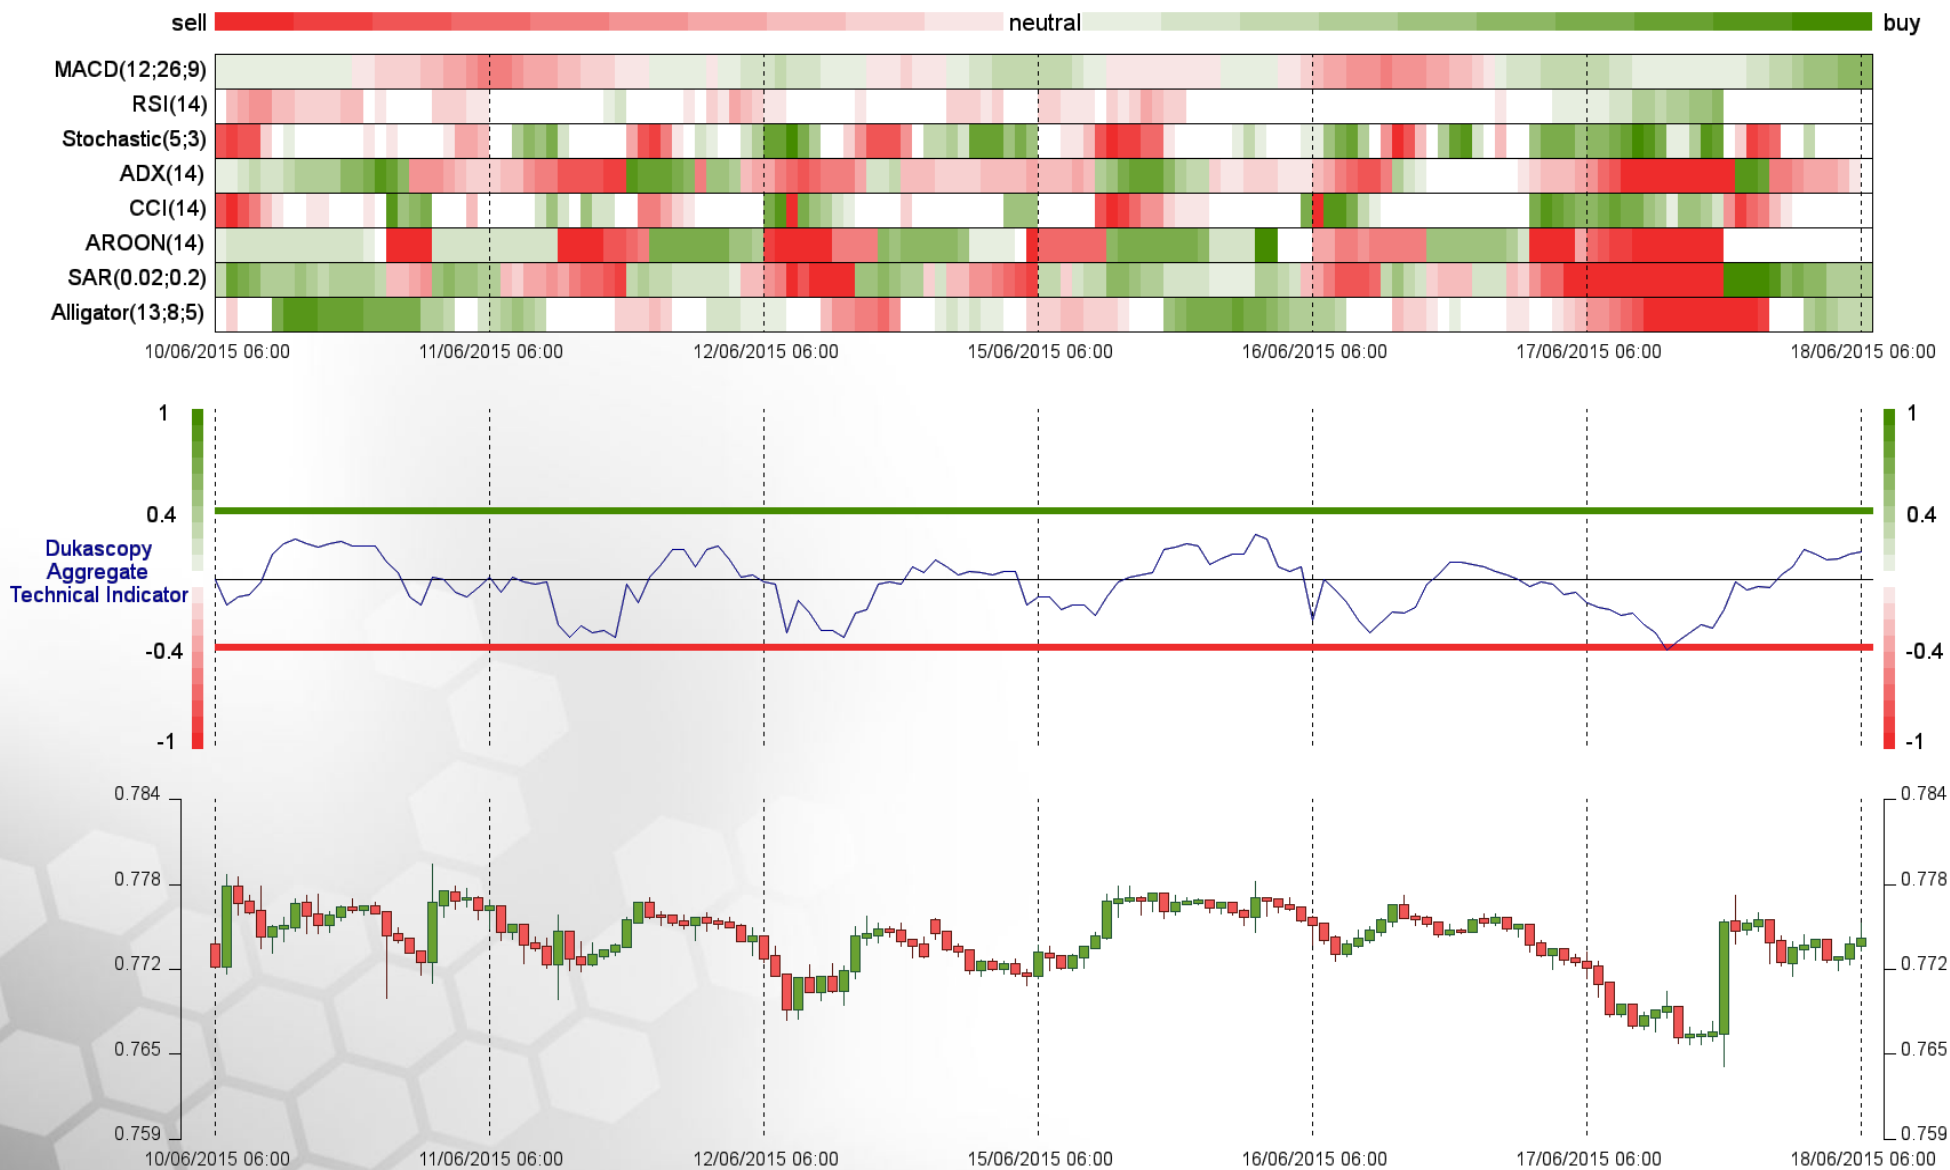 sell neutral buy
MACD(12;26;9)
RSI(14)
Stochastic(5;3)
ADX(14)
CCI(14)
AROON(14)
SAR(0.02;0.2)
Alligator(13;8;5)
10/06/2015 06:00 11/06/2015 06:00 12/06/2015 06:00 15/06/2015 06:00 16/06/2015 06:00 17/06/2015 06:00 18/06/2015 06:00
1 1
0.4 0.4
Dukascopy
Aggregate
Technical Indicator
-0.4 -0.4
-1 -1
0.784 0.784
0.778 0.778
0.772 0.772
0.765 0.765
0.759 0.759
10/06/2015 06:00 11/06/2015 06:00 12/06/2015 06:00 15/06/2015 06:00 16/06/2015 06:00 17/06/2015 06:00 18/06/2015 06:00